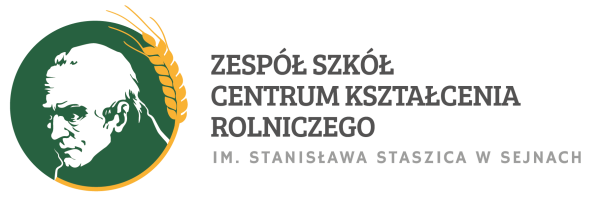 ZESPÓŁ SZKÓŁ
CENTRUM KSZTAŁCENIA
ROLNICZEGO
IM. STANISŁAWA STASZICA W SEJNACH